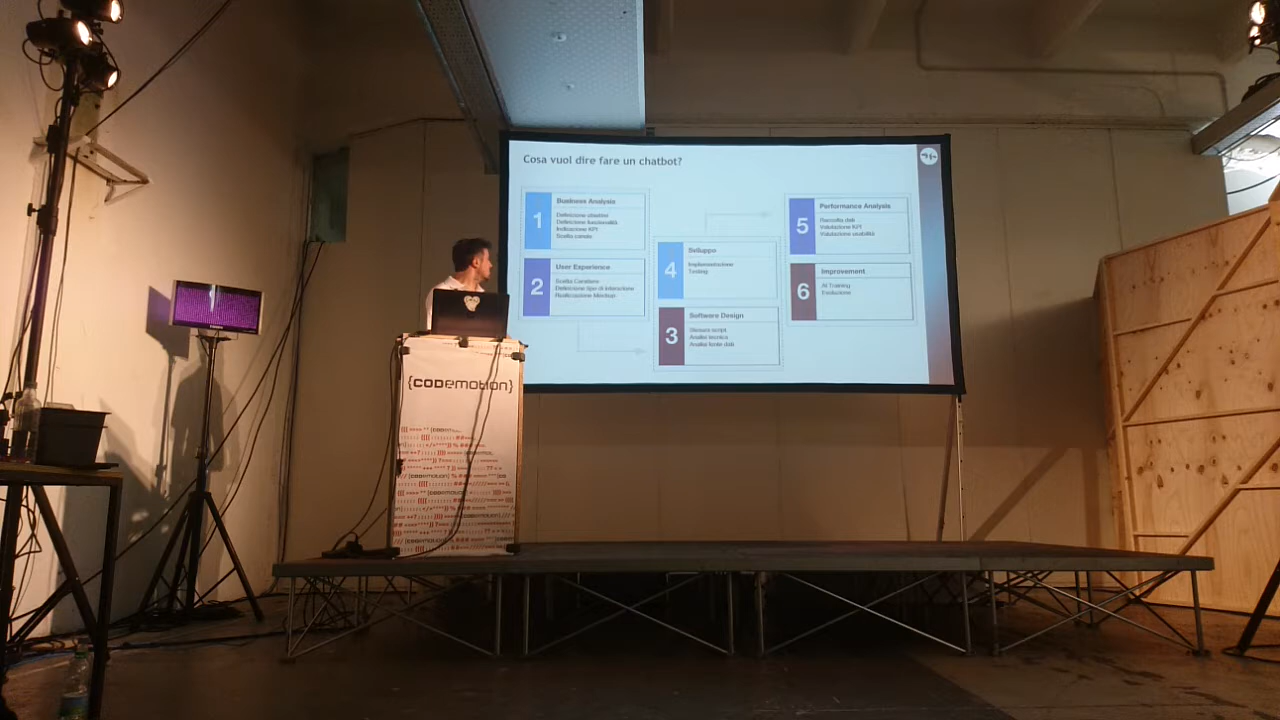 Cosa vuol dire fare un chatbot?
1
Business Analysis
Definizione obiettivi
Definizione funzionalità
Indicazione KPI
Scelta canale
2
User Experience
Scelta Carattere
Definizione tipo di interazione
Realizzazione Mockup
4
Sviluppo
Implementazione
Testing
3
Software Design
Stesura script
Analisi tecnica
Analisi fonte dati
5
Performance Analysis
Raccolta dati
Valutazione KPI
Valutazione usabilità
6
Improvement
AI Training
Evoluzione
{CODEMOTION}